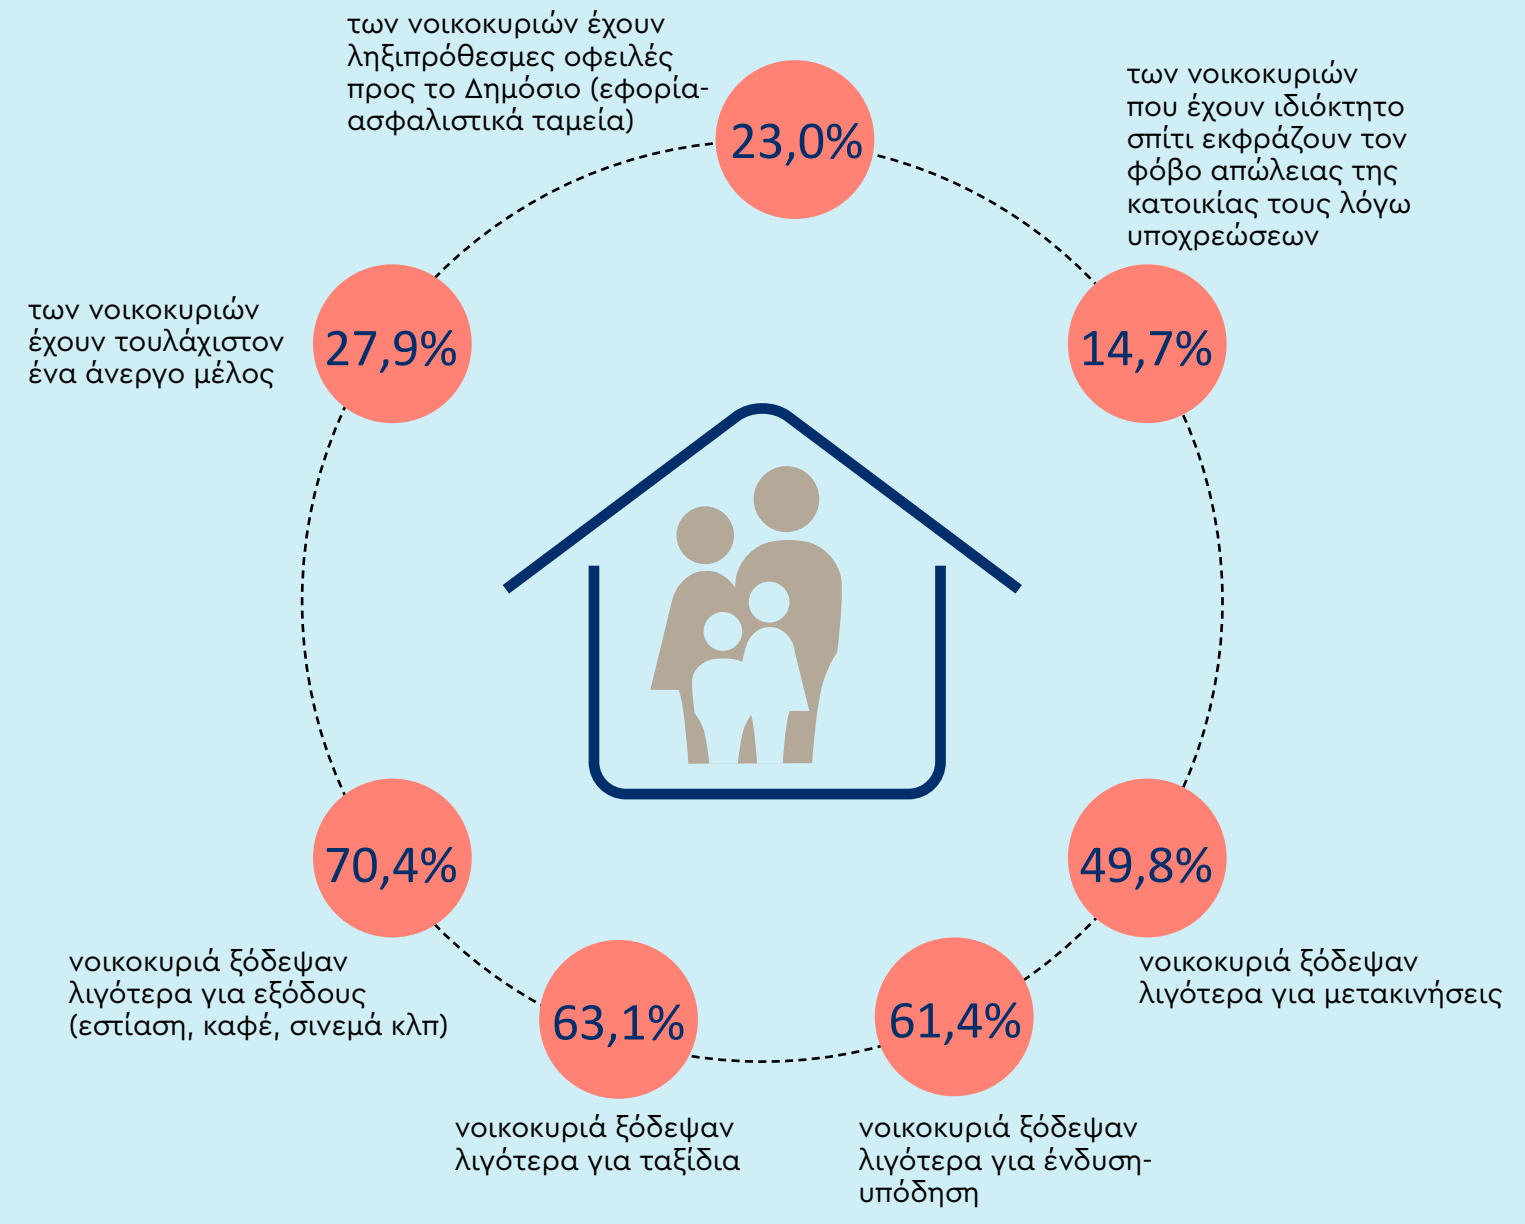 των νοικοκυριών έχουν
ληξιπρόθεσμες οφειλές
προς το Δημόσιο (εφορία-
ασφαλιστικά ταμεία)
23,0%
των νοικοκυριών
που έχουν ιδιόκτητο
σπίτι εκφράζουν τον
φόβο απώλειας της
κατοικίας τους λόγω
υποχρεώσεων
14,7%
των νοικοκυριών
έχουν τουλάχιστον
ένα άνεργο μέλος
27,9%
70,4%
νοικοκυριά ξόδεψαν
λιγότερα για εξόδους
(εστίαση, καφέ, σινεμά κλπ)
63,1%
νοικοκυριά ξόδεψαν
λιγότερα για ταξίδια
61,4%
νοικοκυριά ξόδεψαν
λιγότερα για ένδυση-
υπόδηση
49,8%
νοικοκυριά ξόδεψαν
λιγότερα για μετακινήσεις